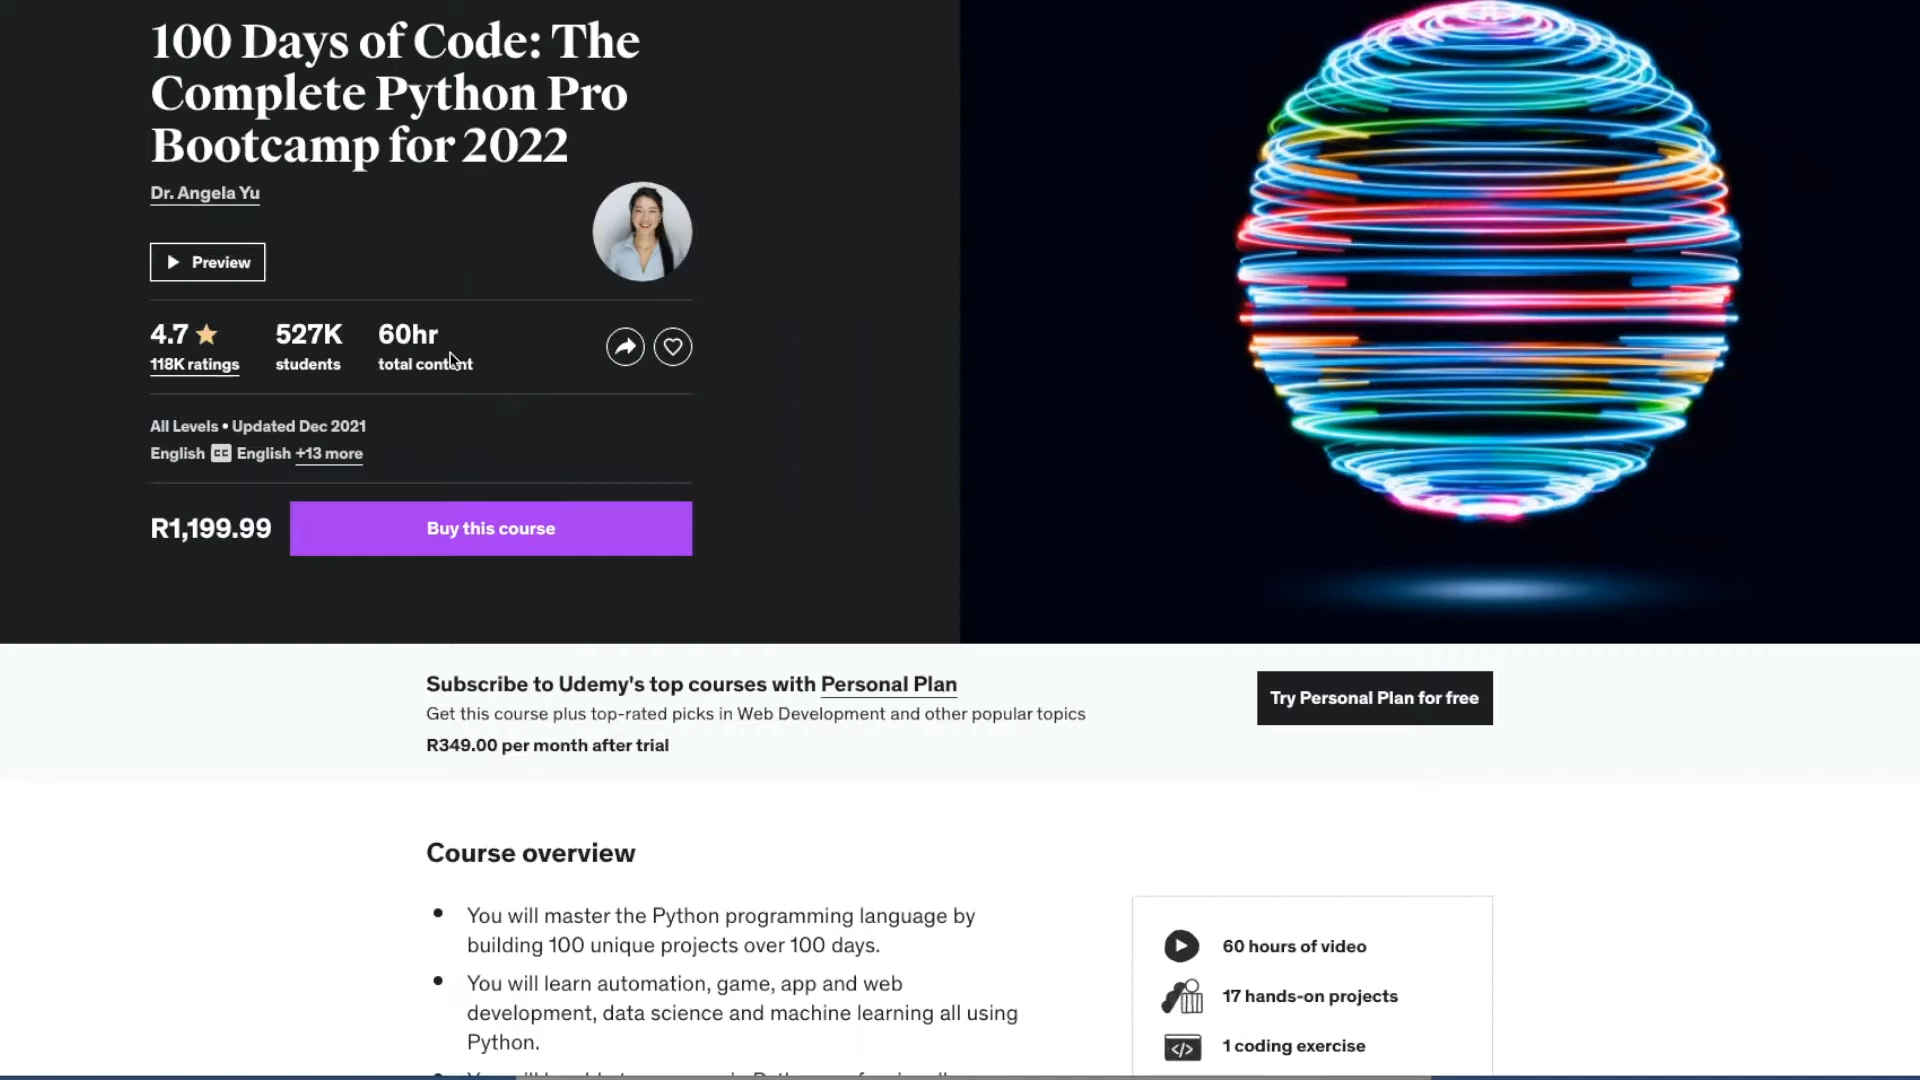 100 Days of Code: The
Complete Python Pro
Bootcamp for 2022
Dr. Angela Yu
Preview
4.7
527K
60hr
118K ratings
students
total content
All Levels • Updated Dec 2021
English CC English +13 more
R1,199.99
Buy this course
Subscribe to Udemy's top courses with Personal Plan
Get this course plus top-rated picks in Web Development and other popular topics
R349.00 per month after trial
Try Personal Plan for free
Course overview
• You will master the Python programming language by
building 100 unique projects over 100 days.
• You will learn automation, game, app and web
development, data science and machine learning all using
Python.
60 hours of video
17 hands-on projects
1 coding exercise